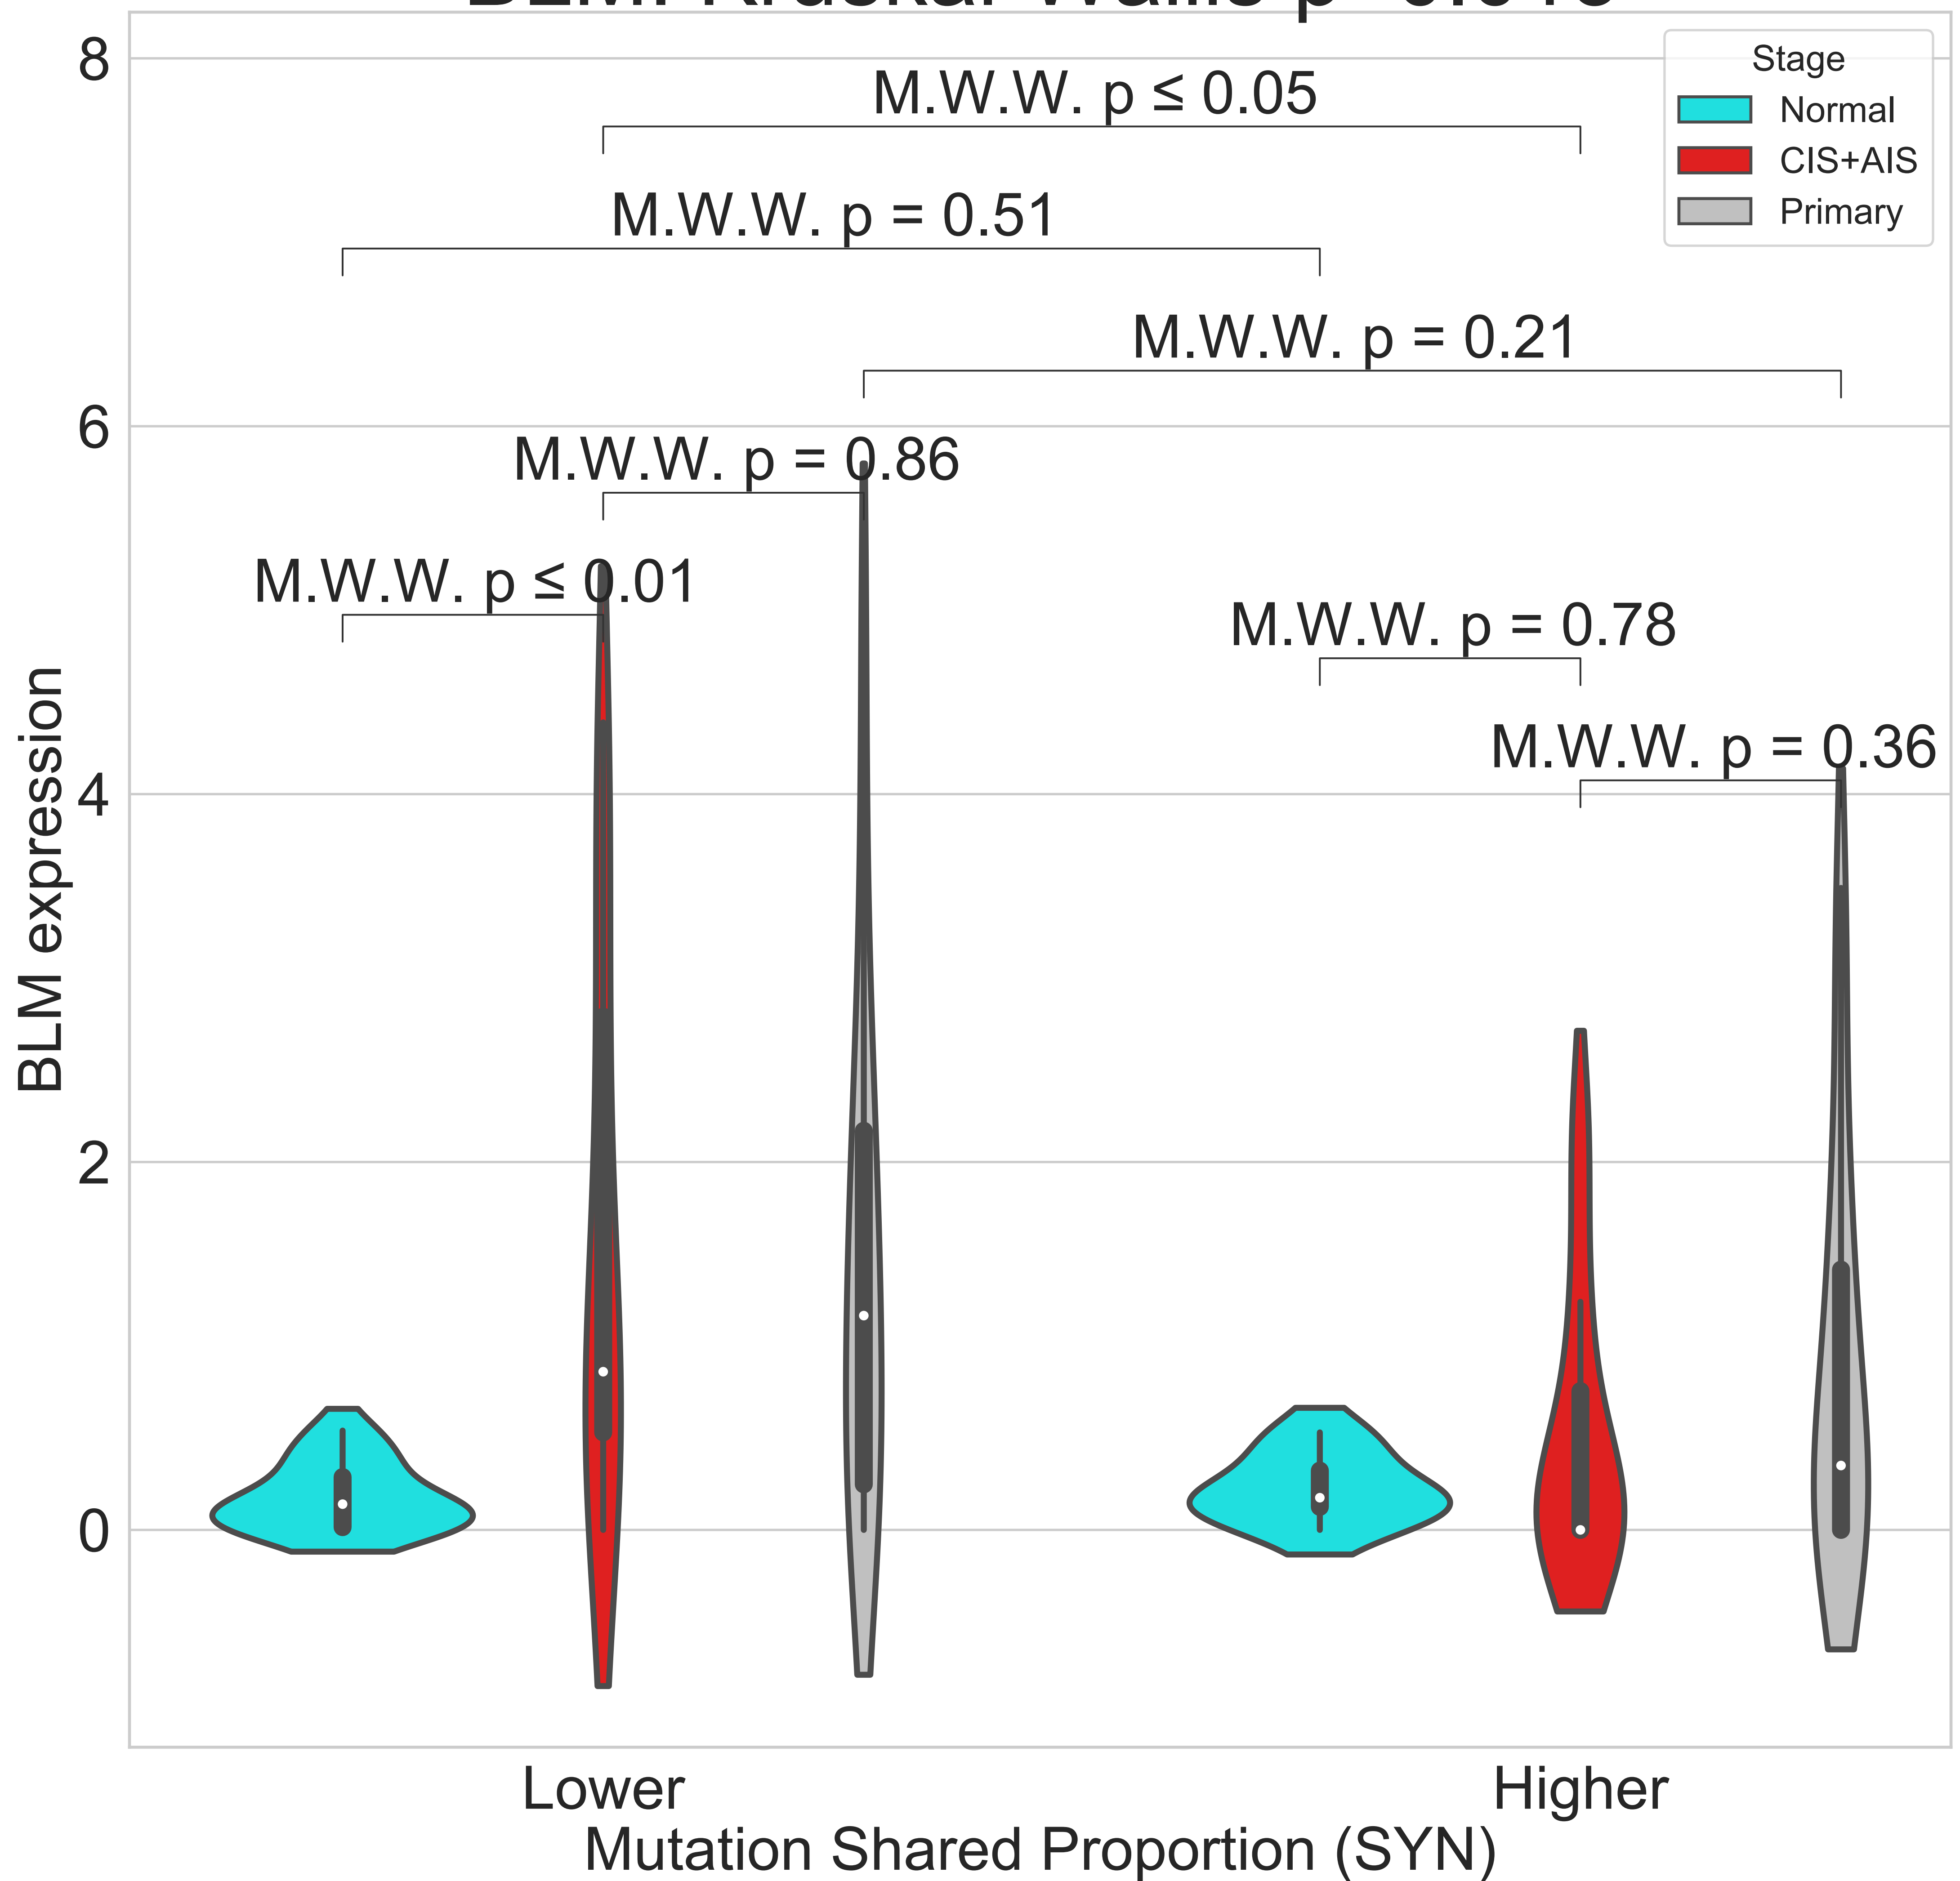 8
6
4
2
0
BLM expression
Stage
Normal
CIS+AIS
Primary
M.W.W. p ≤ 0.05
M.W.W. p = 0.51
M.W.W. p = 0.21
M.W.W. p = 0.86
M.W.W. p ≤ 0.01
M.W.W. p = 0.78
M.W.W. p = 0.36
Lower
Higher
Mutation Shared Proportion (SYN)